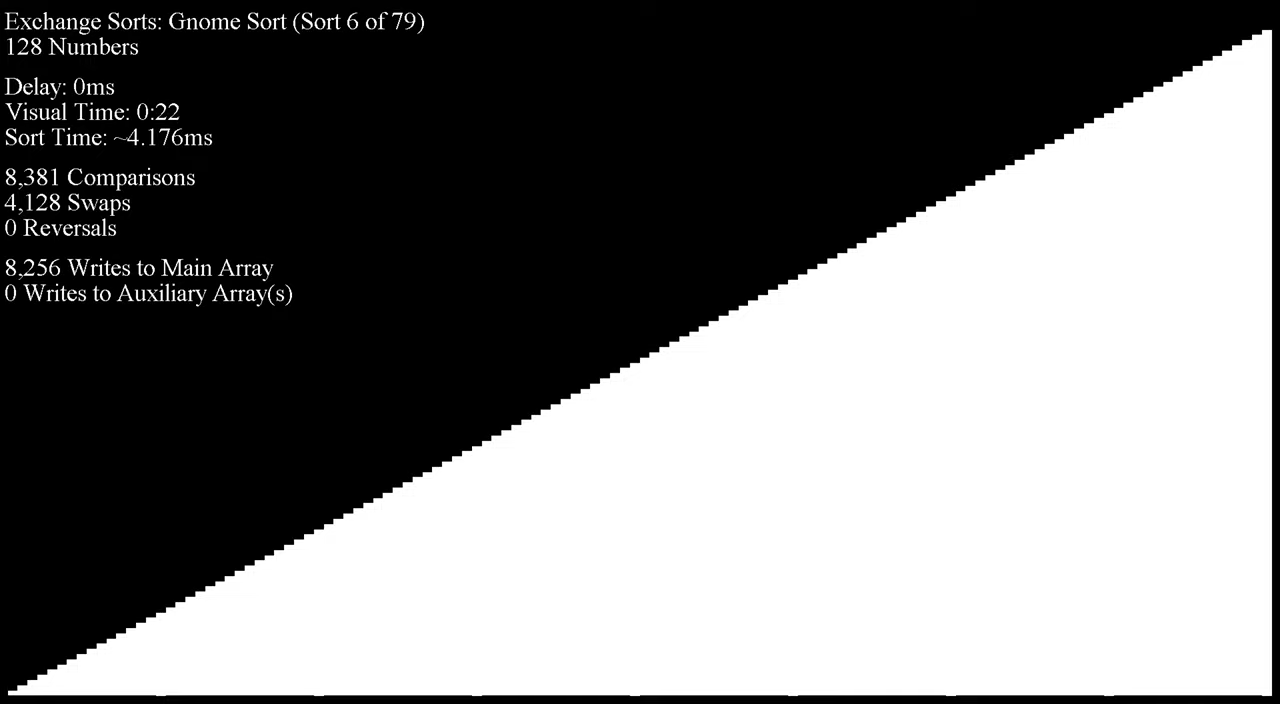 Exchange Sorts: Gnome Sort (Sort 6 of 79)
128 Numbers
Delay: 0ms
Visual Time: 0:22
Sort Time: ~4.176ms
8,381 Comparisons
4,128 Swaps
0 Reversals
8,256 Writes to Main Array
0 Writes to Auxiliary Array(s)